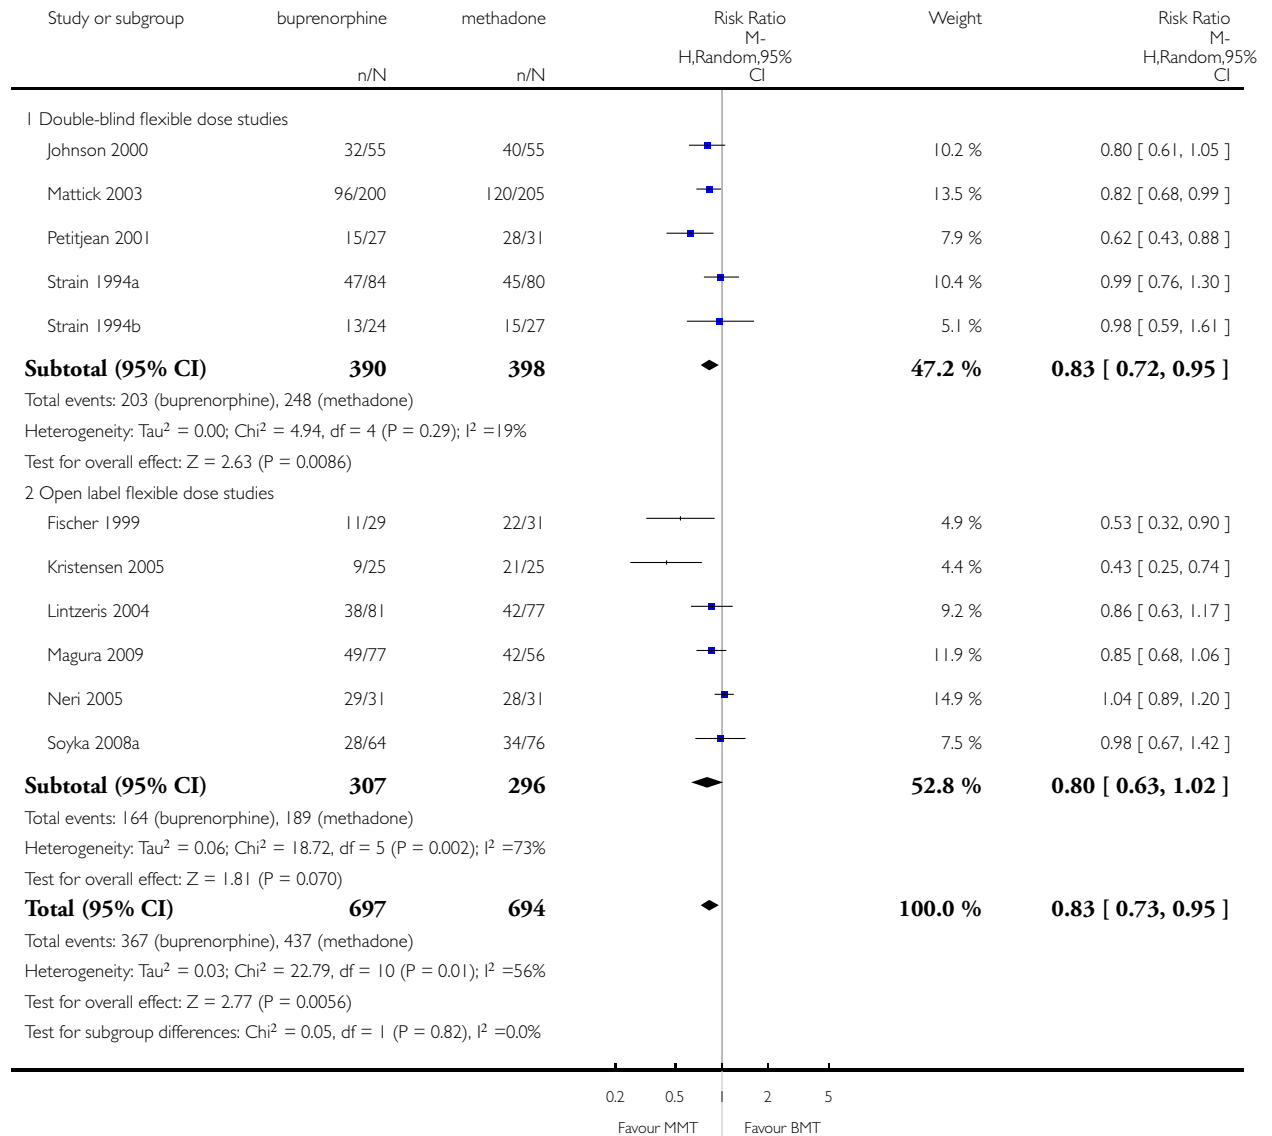 Study or subgroup buprenorphine methadone Risk Ratio Weight Risk Ratio
M- M-
H,Random,95% H,Random,95%
n/N n/N CI CI
1 Double-blind flexible dose studies
Johnson 2000 32/55 40/55 10.2 % 0.80 [ 0.61, 1.05 ]
Mattick 2003 96/200 120/205 13.5 % 0.82 [ 0.68, 0.99 ]
Petitjean 2001 15/27 28/31 7.9 % 0.62 [ 0.43, 0.88 ]
Strain 1994a 47/84 45/80 10.4 % 0.99 [ 0.76, 1.30 ]
Strain 1994b 13/24 15/27 5.1 % 0.98 [ 0.59, 1.61 ]
Subtotal (95% CI) 390 398 47.2 % 0.83 [ 0.72, 0.95 ]
Total events: 203 (buprenorphine), 248 (methadone)
Heterogeneity: Tau² = 0.00; Chi² = 4.94, df = 4 (P = 0.29); I² =19%
Test for overall effect: Z = 2.63 (P = 0.0086)
2 Open label flexible dose studies
Fischer 1999 11/29 22/31 4.9 % 0.53 [ 0.32, 0.90 ]
Kristensen 2005 9/25 21/25 4.4 % 0.43 [ 0.25, 0.74 ]
Lintzeris 2004 38/81 42/77 9.2 % 0.86 [ 0.63, 1.17 ]
Magura 2009 49/77 42/56 11.9 % 0.85 [ 0.68, 1.06 ]
Neri 2005 29/31 28/31 14.9 % 1.04 [ 0.89, 1.20 ]
Soyka 2008a 28/64 34/76 7.5 % 0.98 [ 0.67, 1.42 ]
Subtotal (95% CI) 307 296 52.8 % 0.80 [ 0.63, 1.02 ]
Total events: 164 (buprenorphine), 189 (methadone)
Heterogeneity: Tau² = 0.06; Chi² = 18.72, df = 5 (P = 0.002); I² =73%
Test for overall effect: Z = 1.81 (P = 0.070)
Total (95% CI) 697 694 100.0 % 0.83 [ 0.73, 0.95 ]
Total events: 367 (buprenorphine), 437 (methadone)
Heterogeneity: Tau² = 0.03; Chi² = 22.79, df = 10 (P = 0.01); I² =56%
Test for overall effect: Z = 2.77 (P = 0.0056)
Test for subgroup differences: Chi² = 0.05, df = 1 (P = 0.82), I² =0.0%
0.2 0.5 1 2 5
Favour MMT Favour BMT